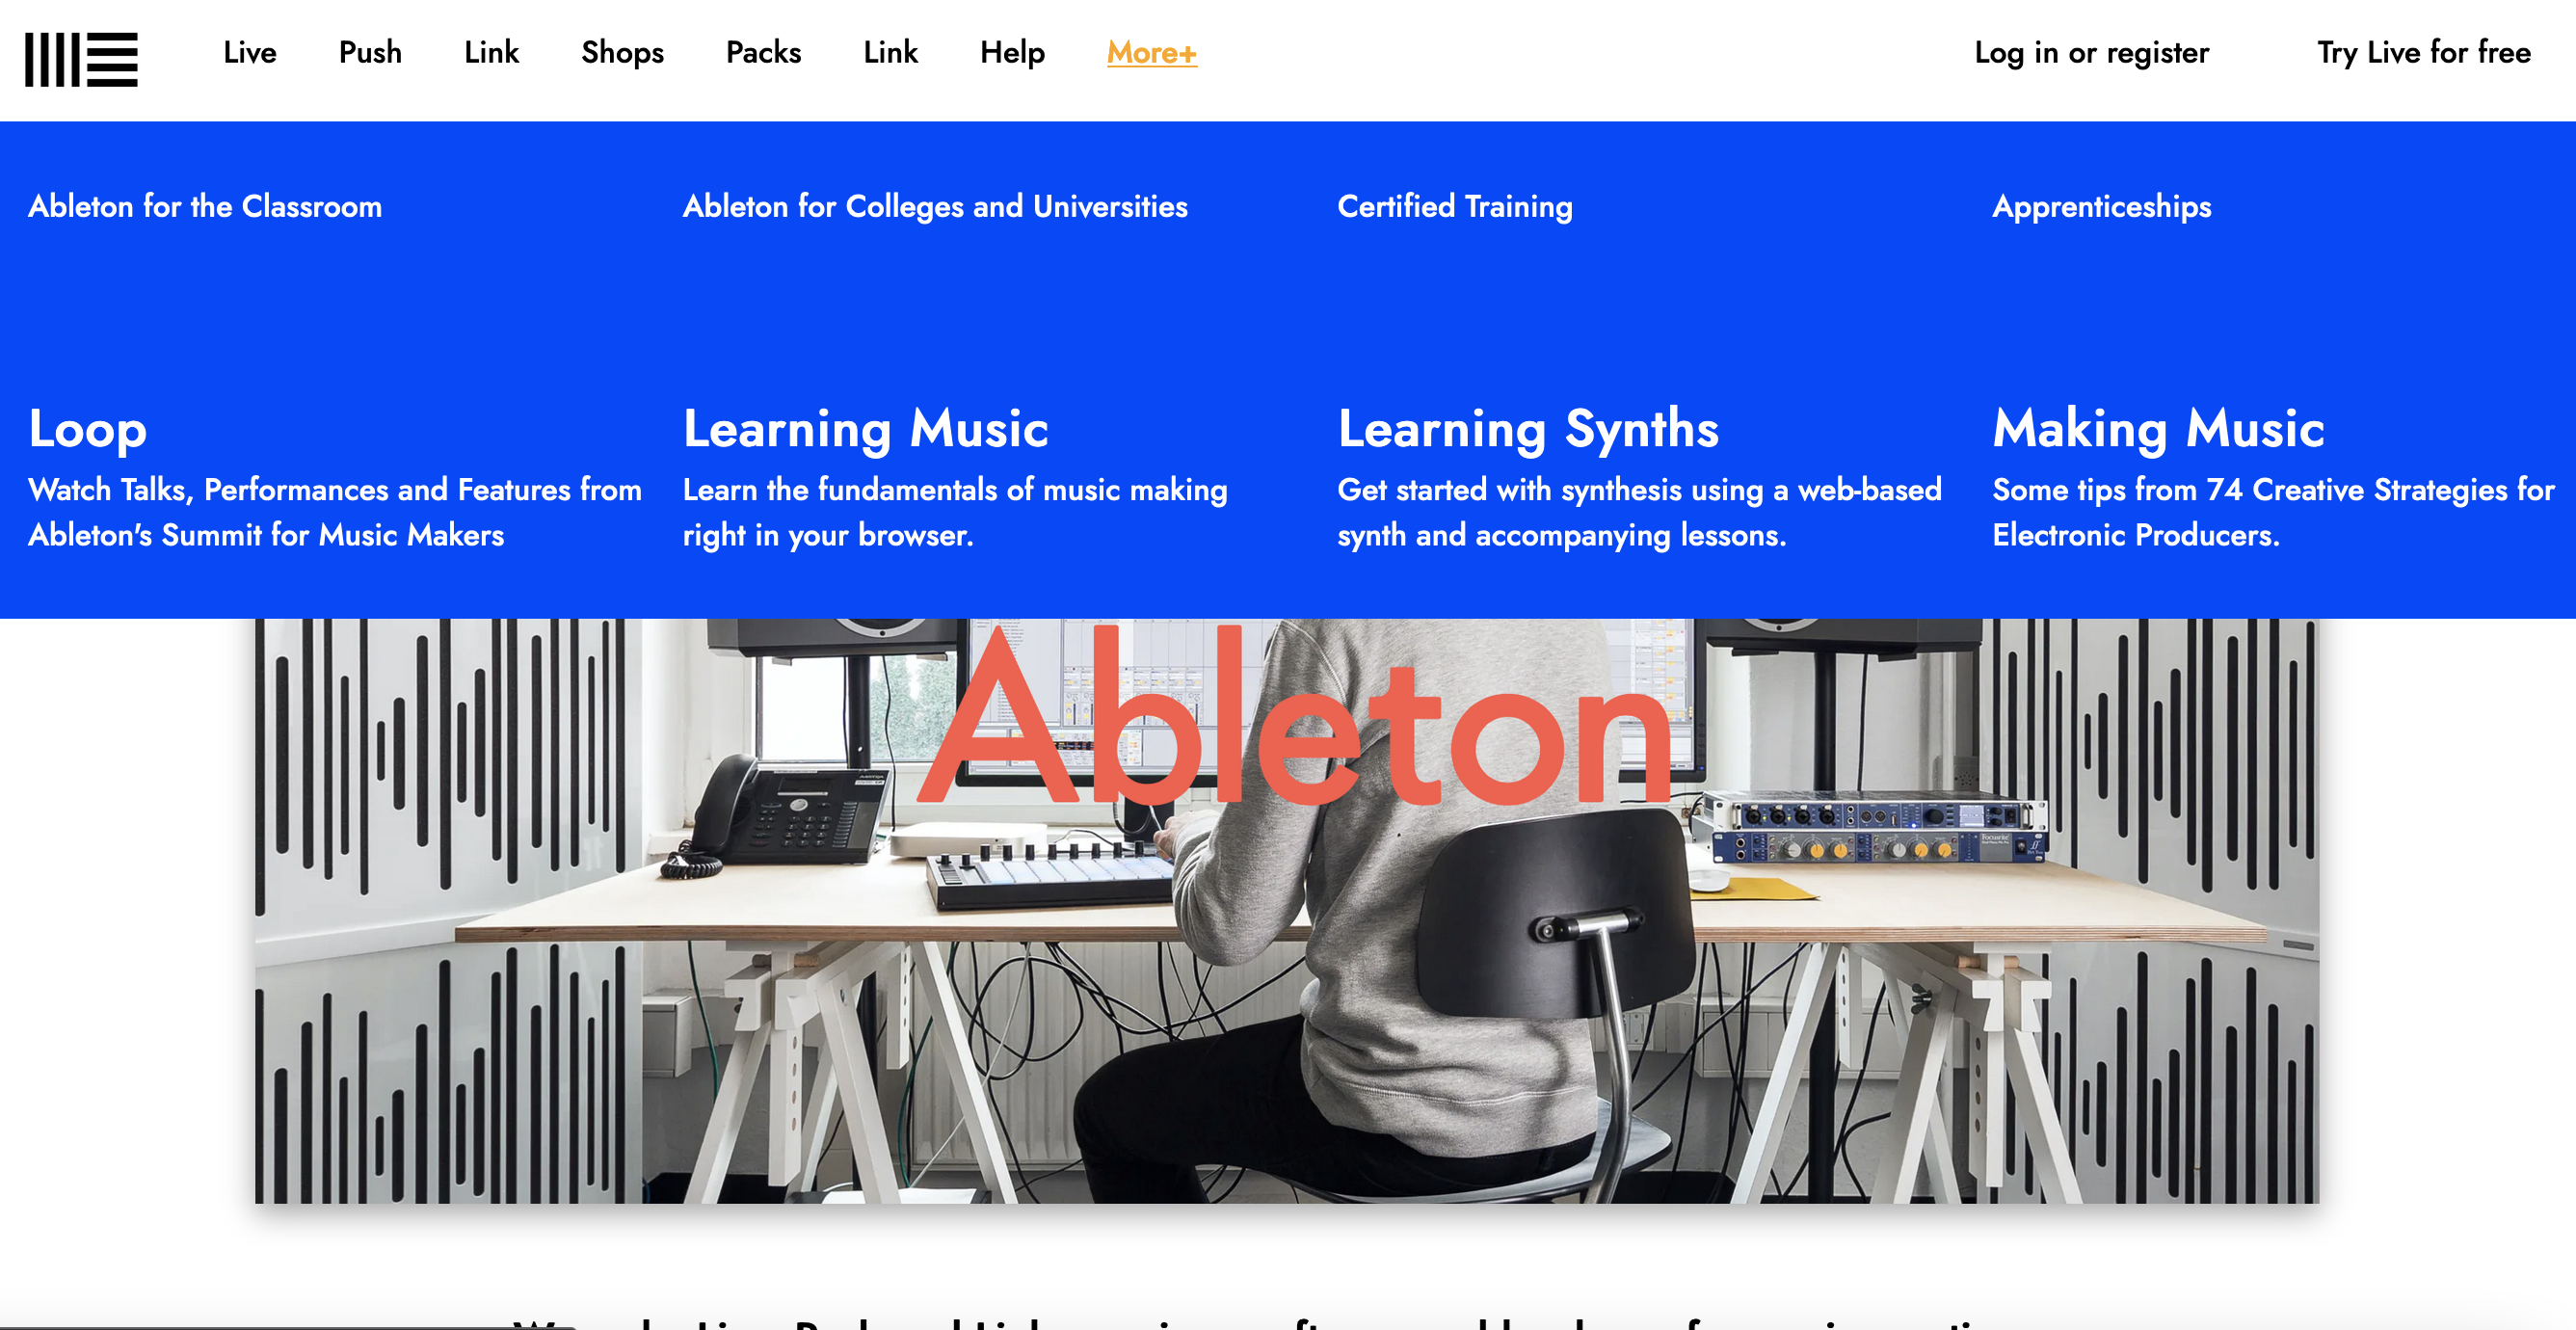 Live Push Link Shops Packs Link Help More+ Log in or register Try Live for free
Ableton for the Classroom
Ableton for Colleges and Universities
Certified Training
Apprenticeships
Loop
Watch Talks, Performances and Features from
Ableton's Summit for Music Makers
Learning Music
Learn the fundamentals of music making
right in your browser.
Learning Synths
Get started with synthesis using a web-based
synth and accompanying lessons.
Making Music
Some tips from 74 Creative Strategies for
Electronic Producers.
Ableton
Focusrite